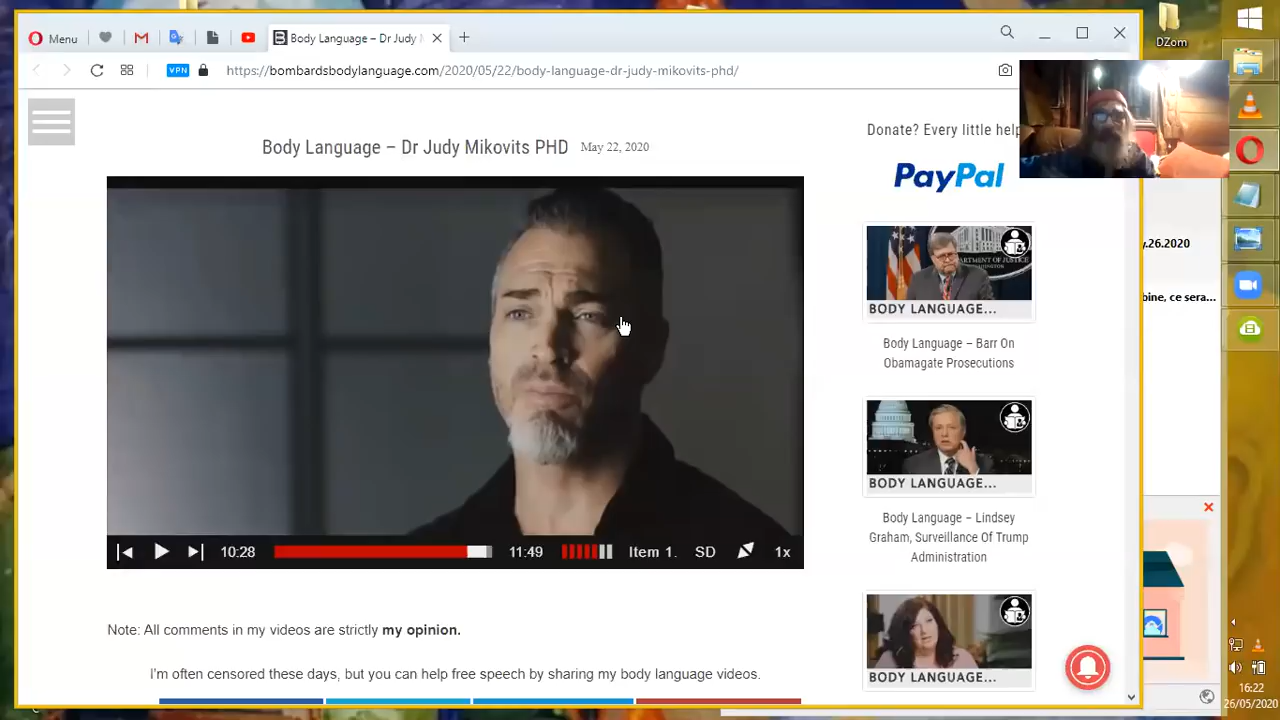 DZom
Menu
Body Language – Dr Judy M
VPN
https://bombardsbodylanguage.com/2020/05/22/body-language-dr-judy-mikovits-phd/
Body Language – Dr Judy Mikovits PHD May 22, 2020
Donate? Every little help
PayPal
DEPARTMENT OF JUSTICE
WASHINGTON
BODY LANGUAGE...
Body Language – Barr On
Obamagate Prosecutions
BODY LANGUAGE...
Body Language – Lindsey
Graham, Surveillance Of Trump
Administration
BODY LANGUAGE...
10:28 11:49 Item 1. SD 1x
Note: All comments in my videos are strictly my opinion.
I'm often censored these days, but you can help free speech by sharing my body language videos.
y.26.2020
bine, ce sera...
16:22
26/05/2020